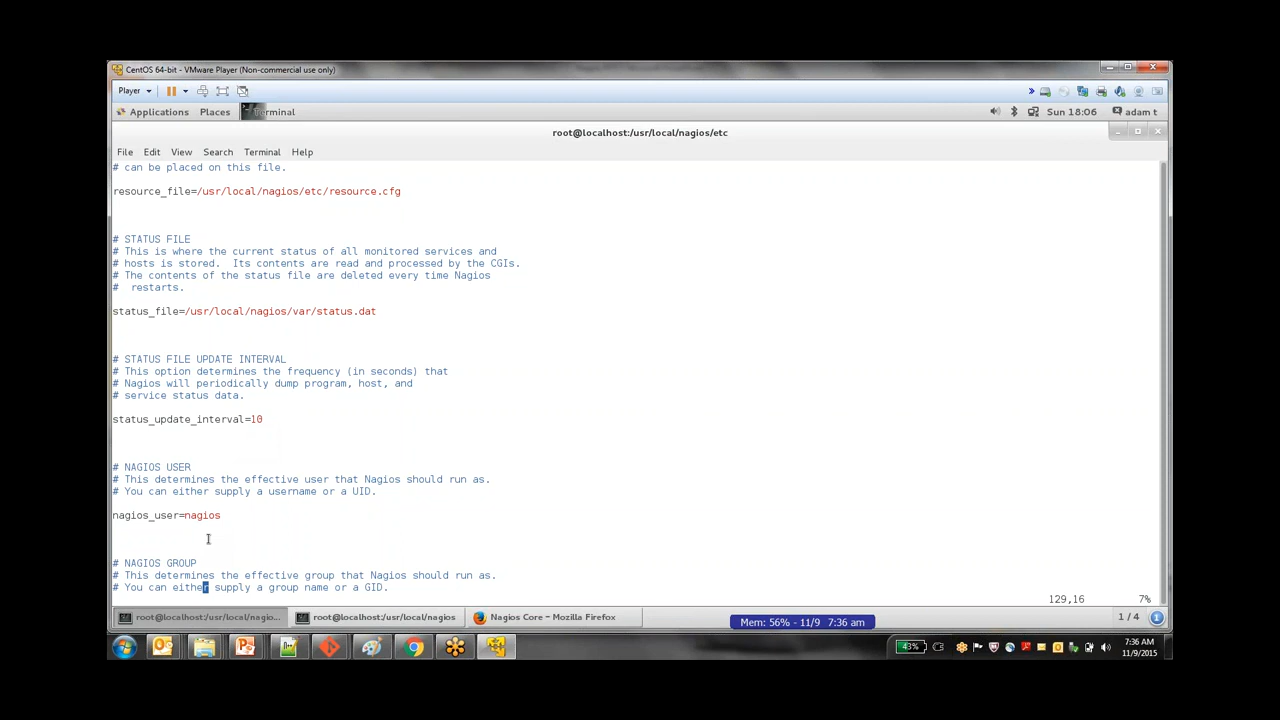 CentOS 64-bit - VMware Player (Non-commercial use only)
Player
Applications Places Terminal Sun 18:06 adam t
root@localhost:/usr/local/nagios/etc
File Edit View Search Terminal Help
# can be placed on this file.
resource_file=/usr/local/nagios/etc/resource.cfg
# STATUS FILE
# This is where the current status of all monitored services and
# hosts is stored.  Its contents are read and processed by the CGIs.
# The contents of the status file are deleted every time Nagios
#  restarts.
status_file=/usr/local/nagios/var/status.dat
# STATUS FILE UPDATE INTERVAL
# This option determines the frequency (in seconds) that
# Nagios will periodically dump program, host, and
# service status data.
status_update_interval=10
# NAGIOS USER
# This determines the effective user that Nagios should run as.
# You can either supply a username or a UID.
nagios_user=nagios
# NAGIOS GROUP
# This determines the effective group that Nagios should run as.
# You can either supply a group name or a GID.
129,16 7%
root@localhost:/usr/local/nagio... root@localhost:/usr/local/nagios Nagios Core - Mozilla Firefox 1 / 4 1
Mem: 56% - 11/9 7:36 am
43% 7:36 AM
11/9/2015